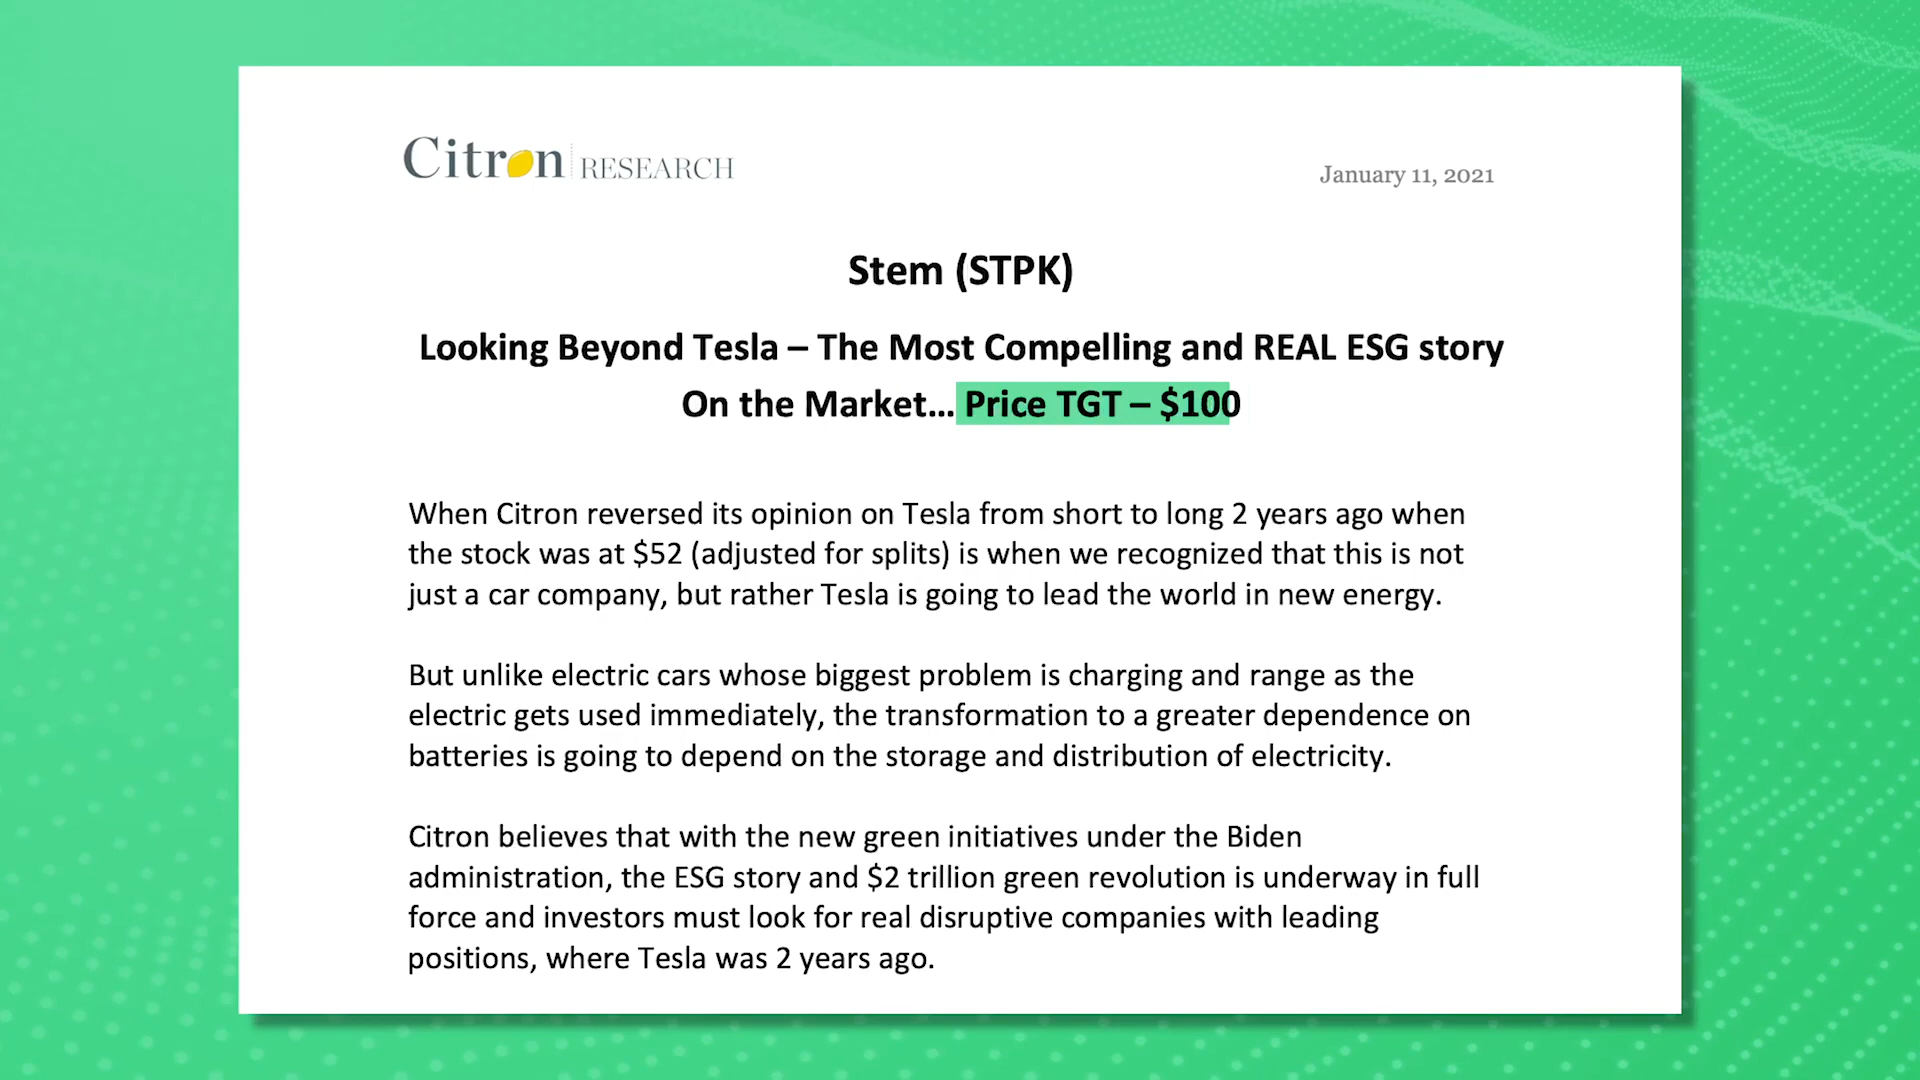 Citron RESEARCH
January 11, 2021
Stem (STPK)
Looking Beyond Tesla – The Most Compelling and REAL ESG story
On the Market... Price TGT – $100
When Citron reversed its opinion on Tesla from short to long 2 years ago when
the stock was at $52 (adjusted for splits) is when we recognized that this is not
just a car company, but rather Tesla is going to lead the world in new energy.
But unlike electric cars whose biggest problem is charging and range as the
electric gets used immediately, the transformation to a greater dependence on
batteries is going to depend on the storage and distribution of electricity.
Citron believes that with the new green initiatives under the Biden
administration, the ESG story and $2 trillion green revolution is underway in full
force and investors must look for real disruptive companies with leading
positions, where Tesla was 2 years ago.